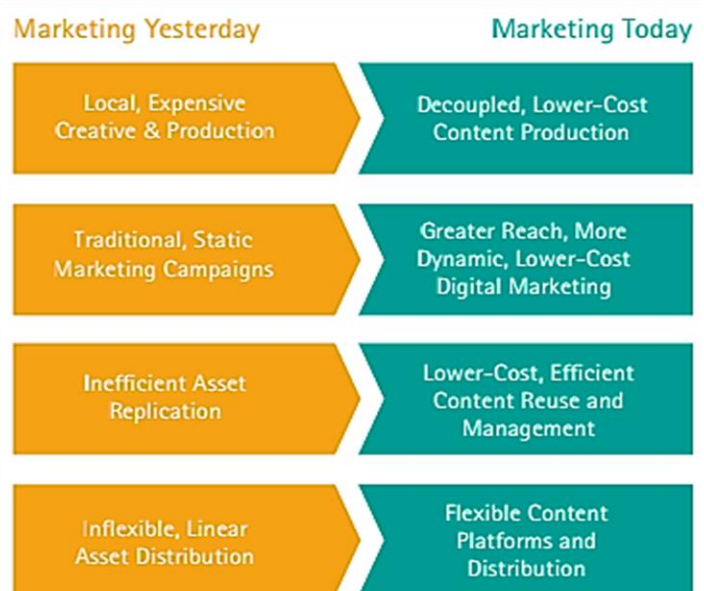 Marketing Yesterday
Marketing Today
Local, Expensive
Creative & Production
Decoupled, Lower-Cost
Content Production
Traditional, Static
Marketing Campaigns
Greater Reach, More
Dynamic, Lower-Cost
Digital Marketing
Inefficient Asset
Replication
Lower-Cost, Efficient
Content Reuse and
Management
Inflexible, Linear
Asset Distribution
Flexible Content
Platforms and
Distribution